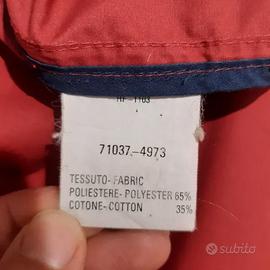 71037-4973
TESSUTO-FABRIC
POLIESTERE-POLYESTER 65%
COTONE-COTTON 35%
subito